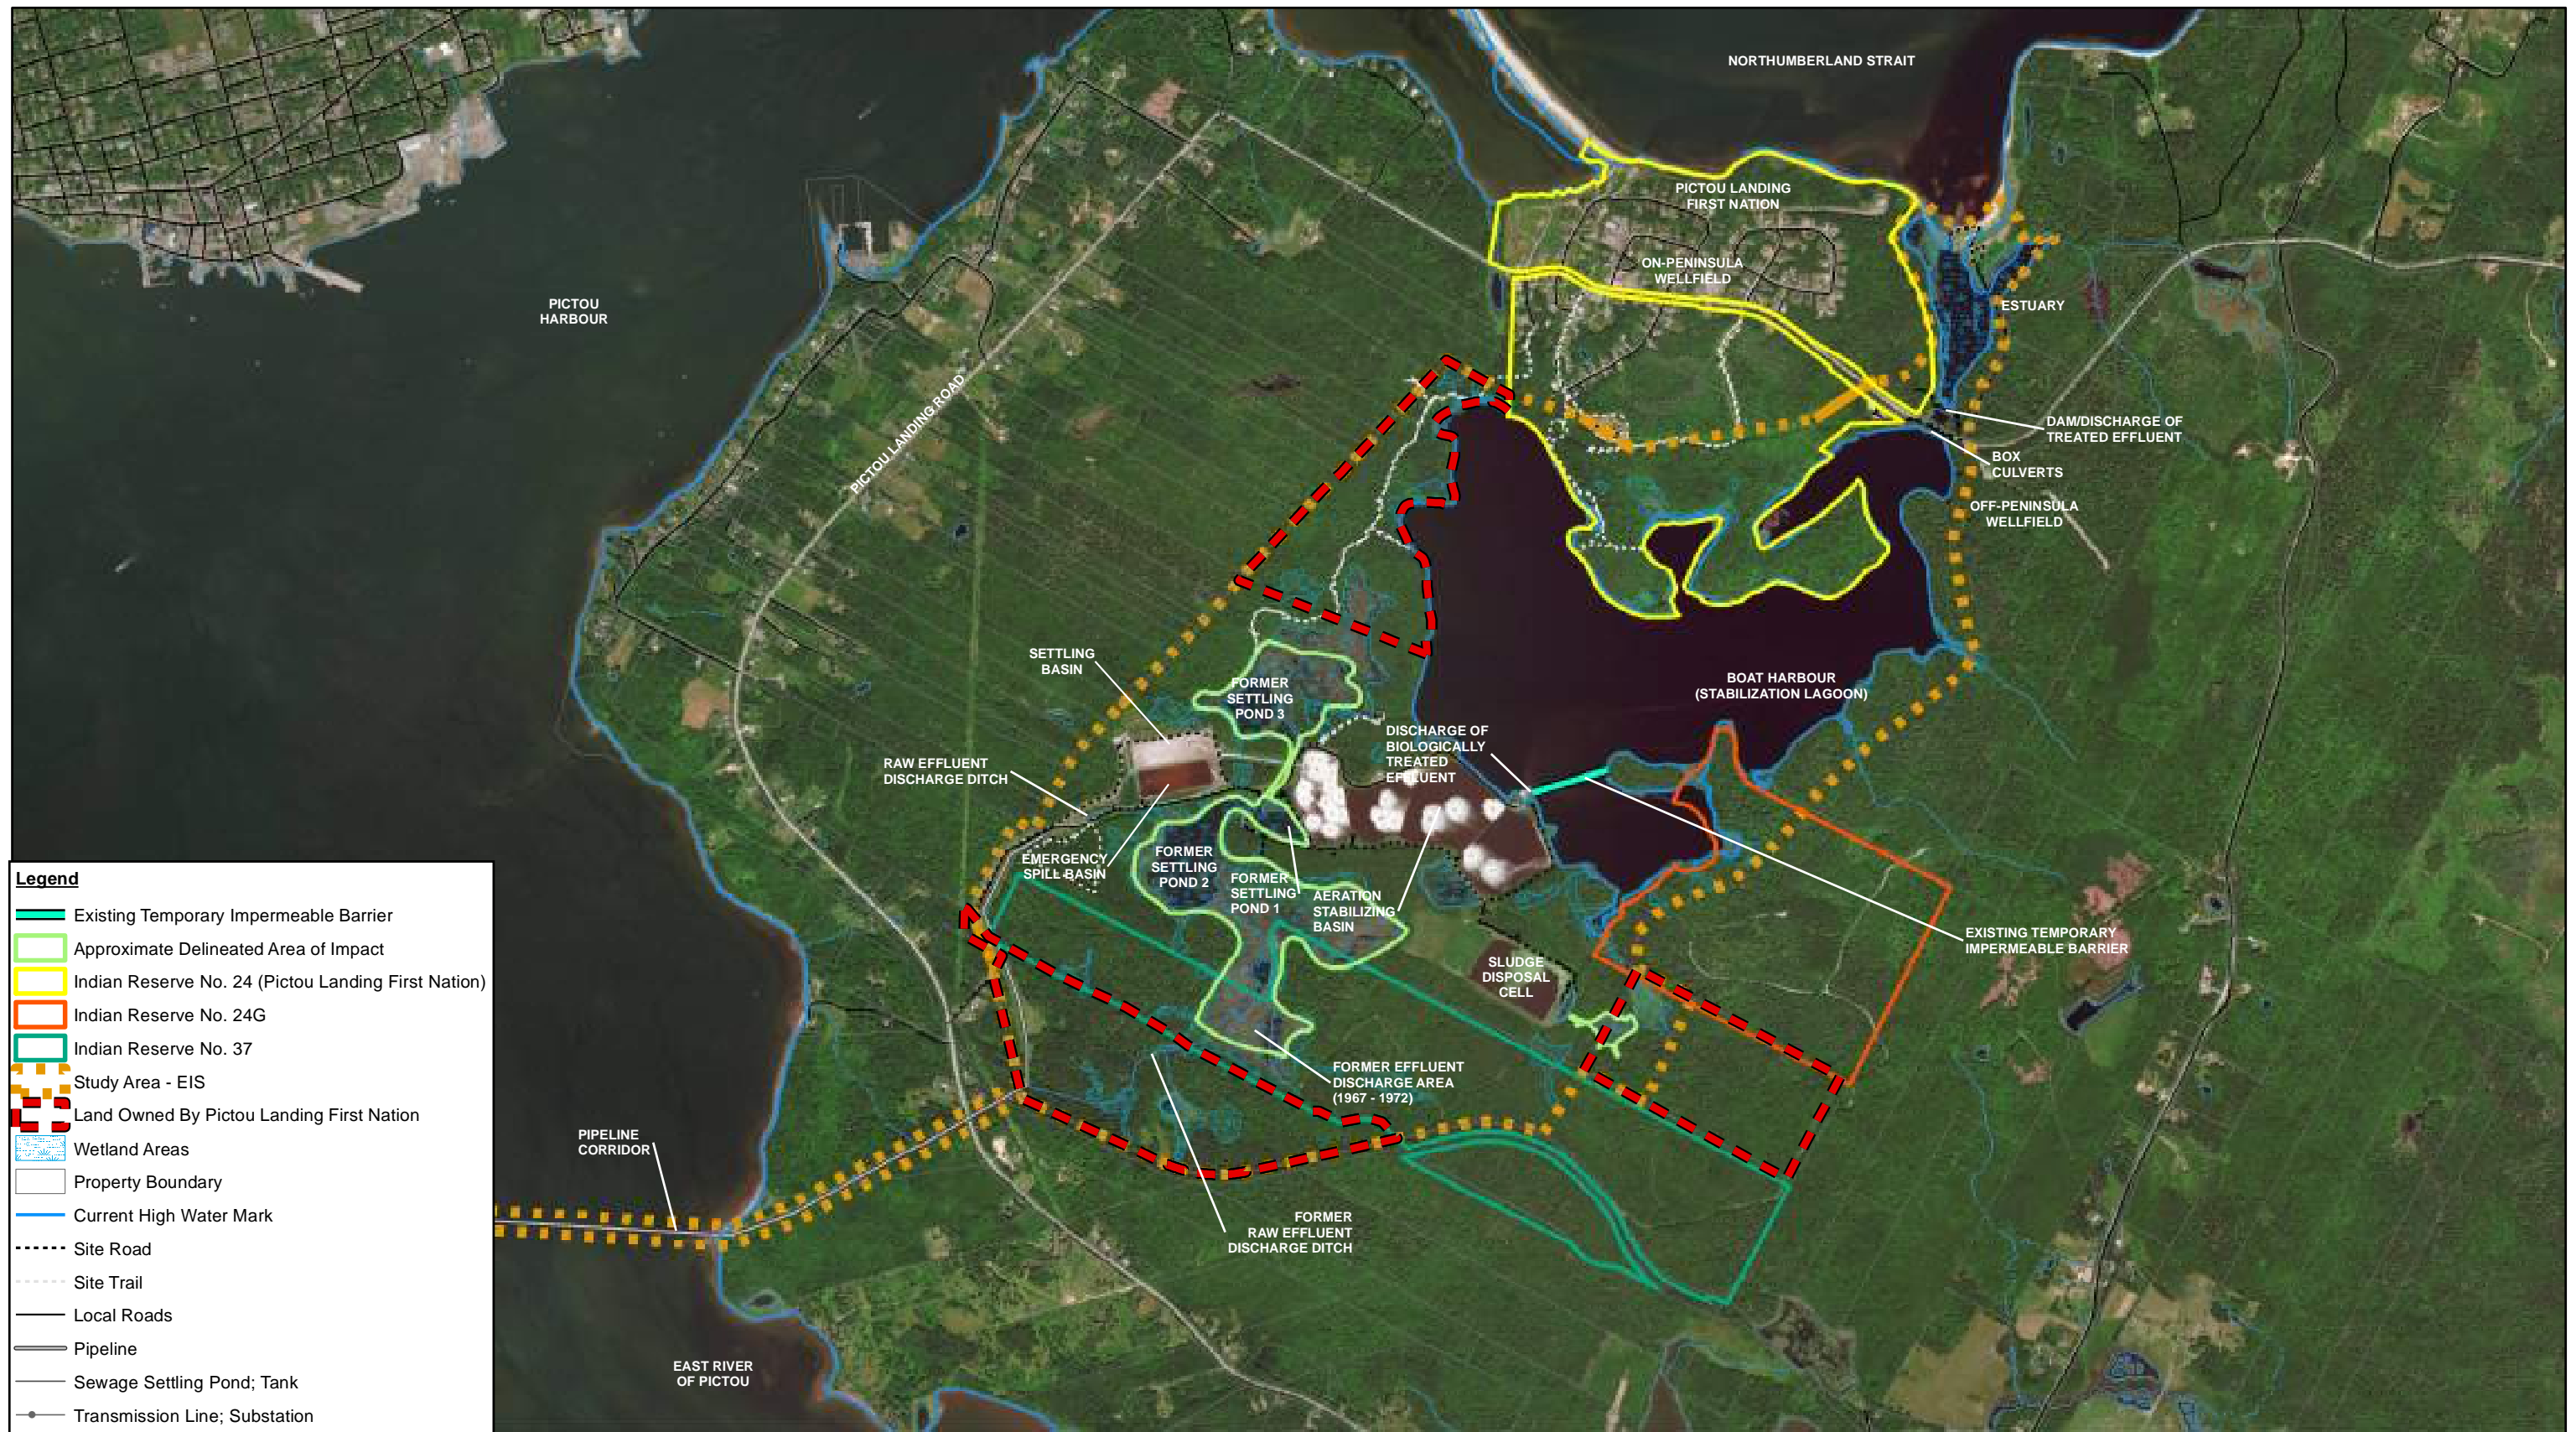 NORTHUMBERLAND STRAIT
PICTOU LANDING
FIRST NATION
ON-PENINSULA
WELLFIELD
PICTOU
HARBOUR
ESTUARY
PICTOU LANDING ROAD
DAM/DISCHARGE OF
TREATED EFFLUENT
BOX
CULVERTS
OFF-PENINSULA
WELLFIELD
SETTLING
BASIN
FORMER
SETTLING
POND 3
BOAT HARBOUR
(STABILIZATION LAGOON)
DISCHARGE OF
BIOLOGICALLY
TREATED
EFFLUENT
RAW EFFLUENT
DISCHARGE DITCH
EMERGENCY
SPILL BASIN
FORMER
SETTLING
POND 2
FORMER
SETTLING
POND 1
AERATION
STABILIZING
BASIN
EXISTING TEMPORARY
IMPERMEABLE BARRIER
SLUDGE
DISPOSAL
CELL
FORMER EFFLUENT
DISCHARGE AREA
(1967 - 1972)
PIPELINE
CORRIDOR
FORMER
RAW EFFLUENT
DISCHARGE DITCH
EAST RIVER
OF PICTOU
Legend
Existing Temporary Impermeable Barrier
Approximate Delineated Area of Impact
Indian Reserve No. 24 (Pictou Landing First Nation)
Indian Reserve No. 24G
Indian Reserve No. 37
Study Area - EIS
Land Owned By Pictou Landing First Nation
Wetland Areas
Property Boundary
Current High Water Mark
Site Road
Site Trail
Local Roads
Pipeline
Sewage Settling Pond; Tank
Transmission Line; Substation